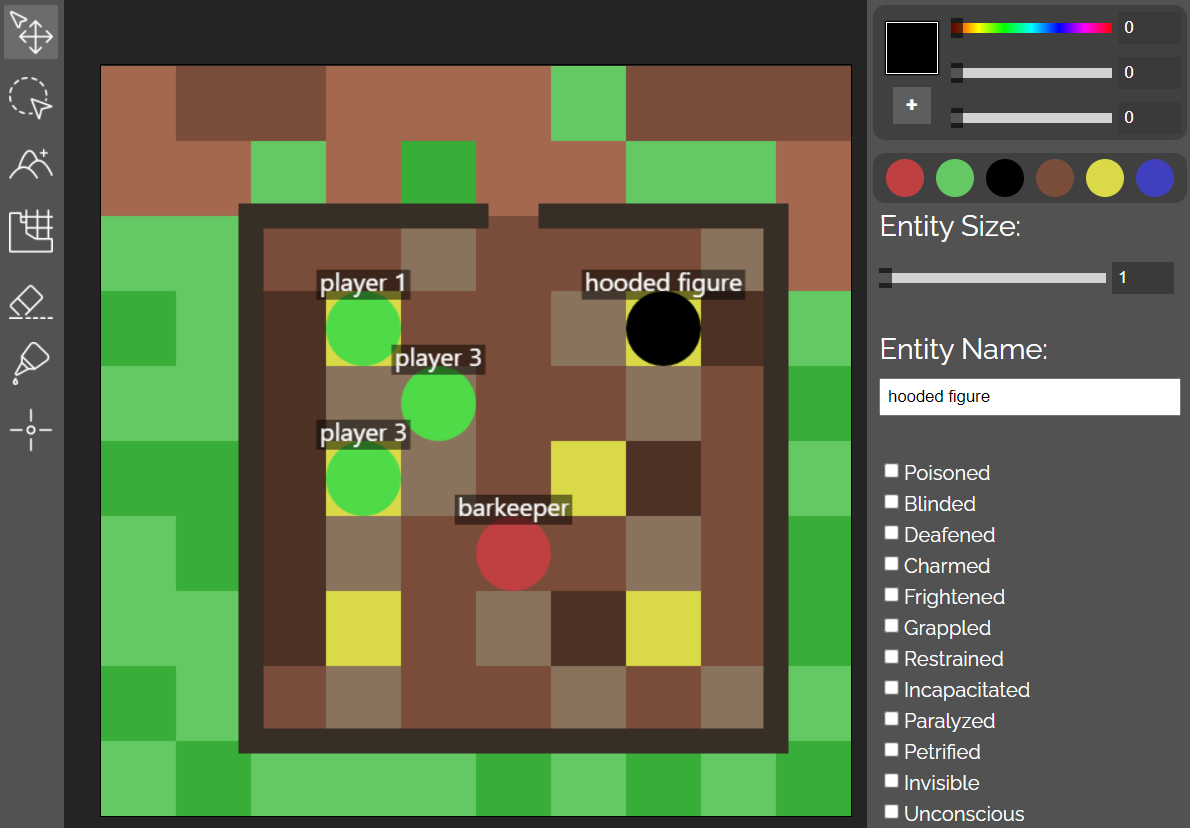 player 1
hooded figure
player 3
player 3
barkeeper
0
+
0
0
Entity Size:
1
Entity Name:
hooded figure
Poisoned
Blinded
Deafened
Charmed
Frightened
Grappled
Restrained
Incapacitated
Paralyzed
Petrified
Invisible
Unconscious